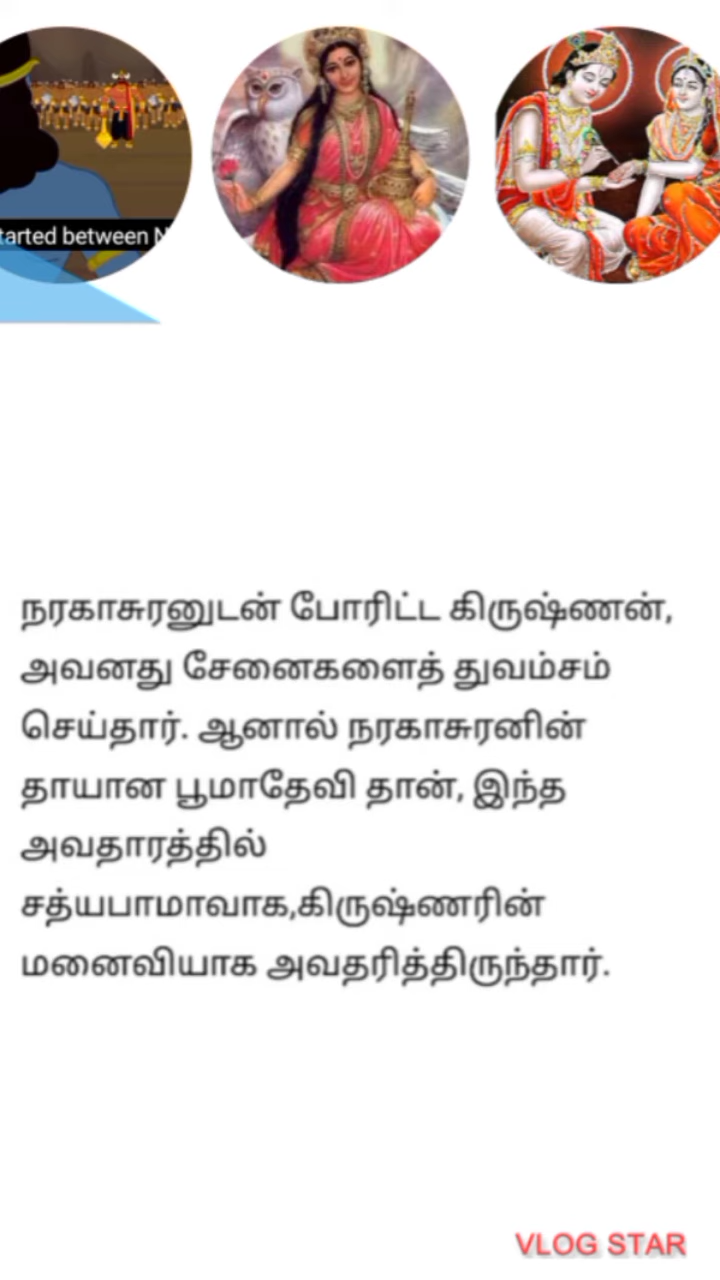 tarted between N
நரகாசுரனுடன் போரிட்ட கிருஷ்ணன்,
அவனது சேனைகளைத் துவம்சம்
செய்தார். ஆனால் நரகாசுரனின்
தாயான பூமாதேவி தான், இந்த
அவதாரத்தில்
சத்யபாமாவாக,கிருஷ்ணரின்
மனைவியாக அவதரித்திருந்தார்.
VLOG STAR